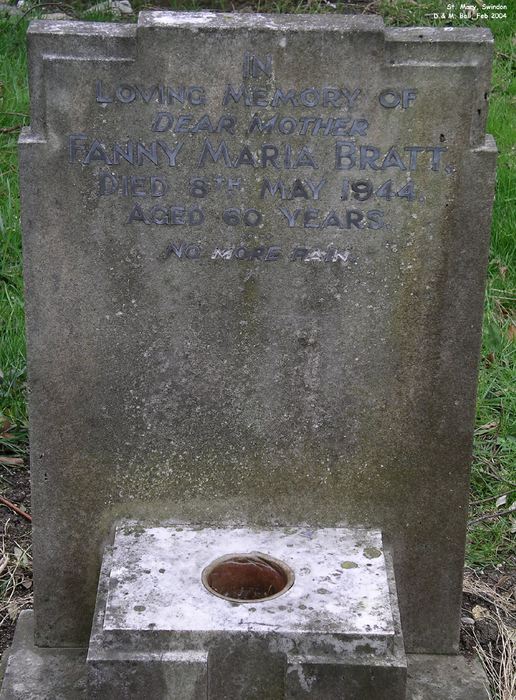 St. Mary, Swindon
D & M. Ball, Feb 2004
IN
LOVING MEMORY OF
DEAR MOTHER
FANNY MARIA BRATT,
DIED 8TH MAY 1944,
AGED 60 YEARS.
NO MORE PAIN.